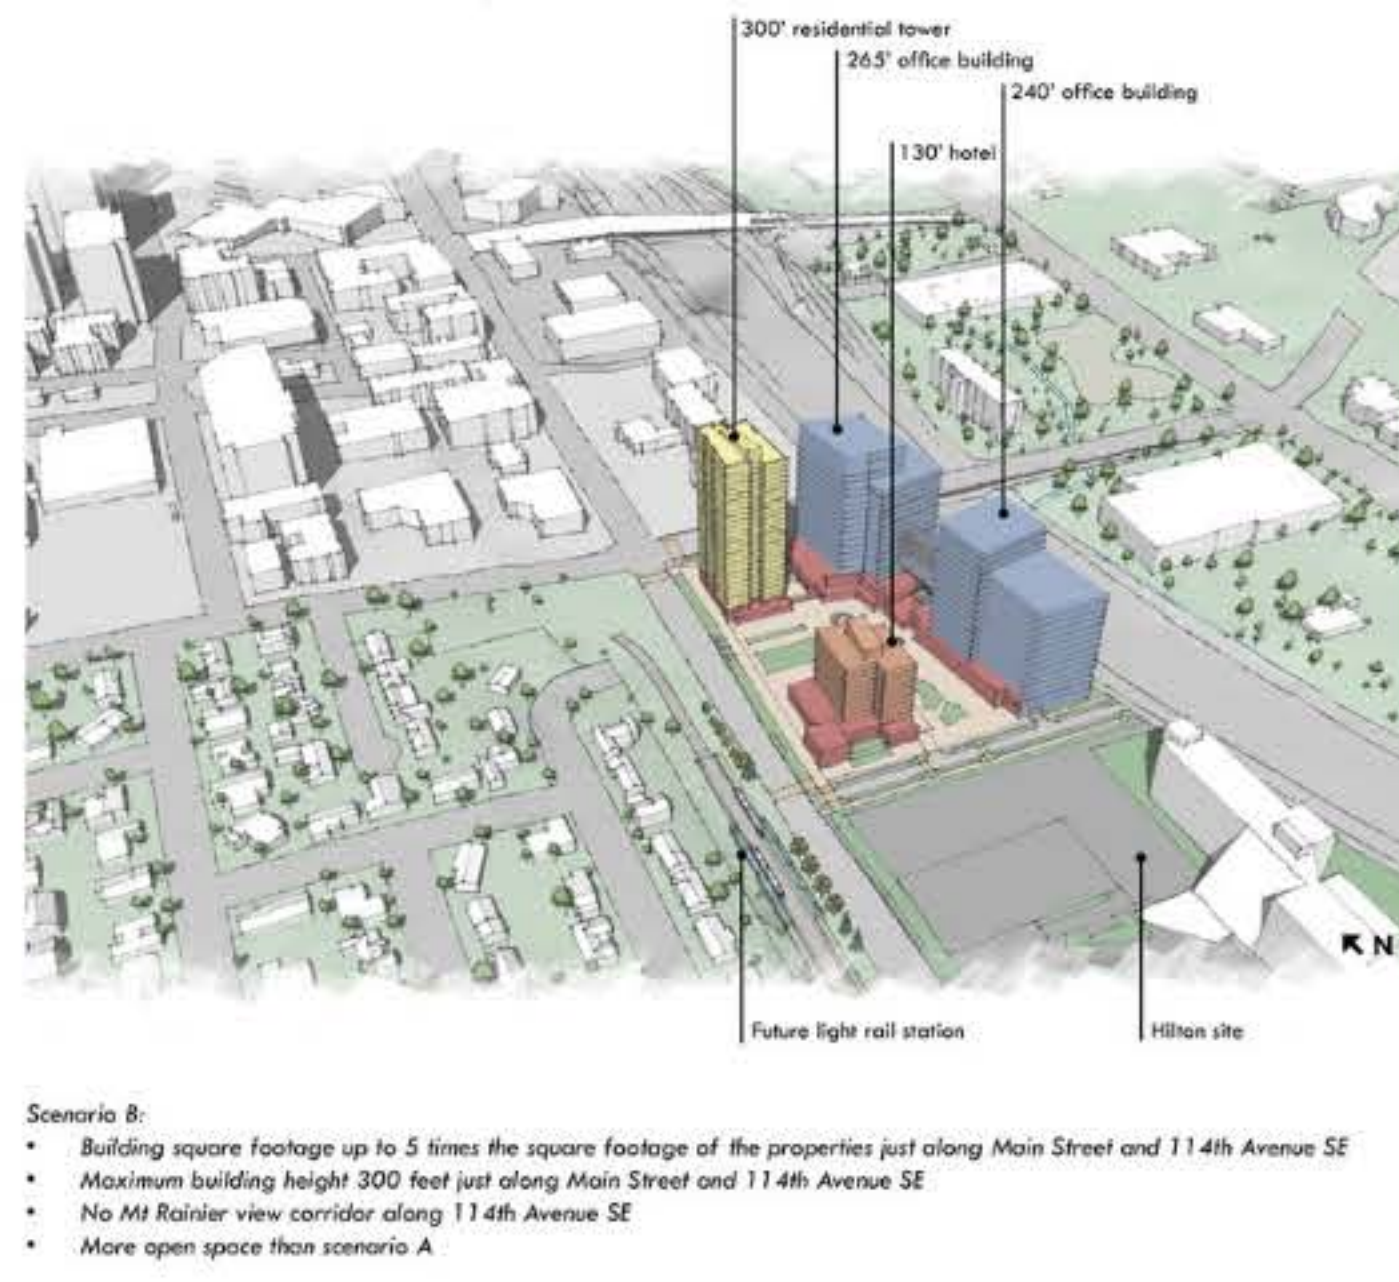 300' residential tower
265' office building
240' office building
130' hotel
N
Future light rail station
Hilton site
Scenario B:
• Building square footage up to 5 times the square footage of the properties just along Main Street and 114th Avenue SE
• Maximum building height 300 feet just along Main Street and 114th Avenue SE
• No Mt Rainier view corridor along 114th Avenue SE
• More open space than scenario A